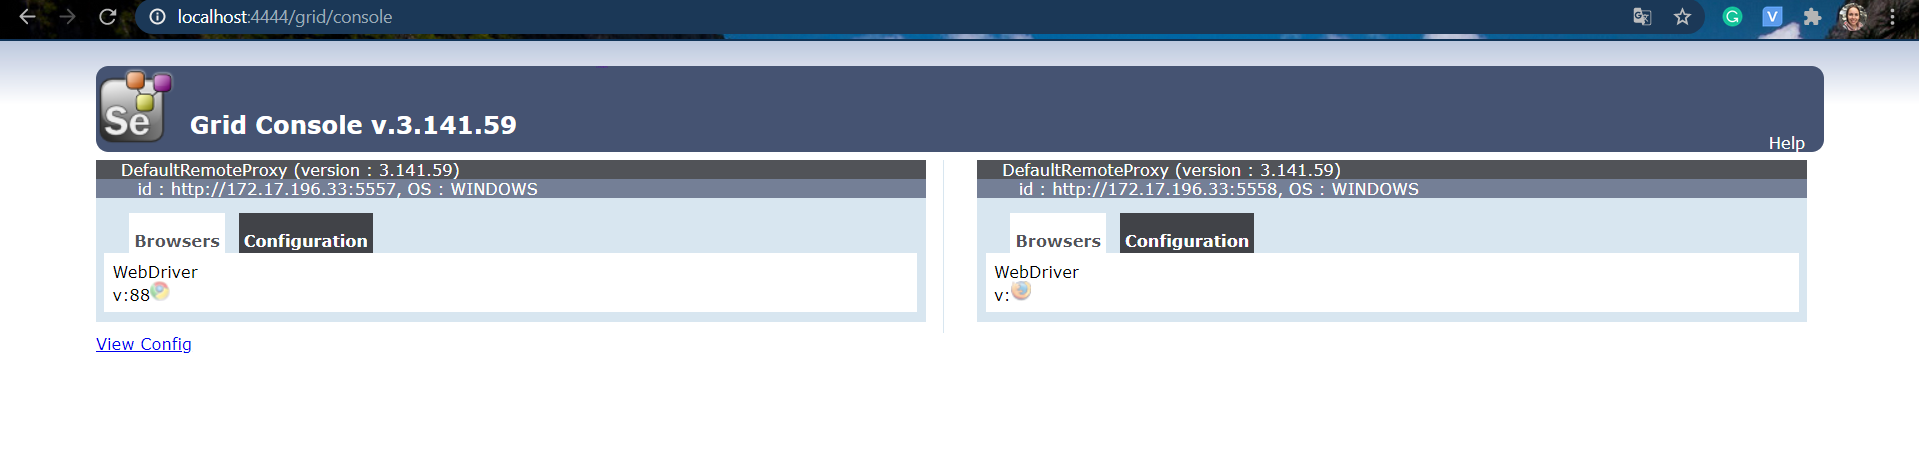 localhost:4444/grid/console
Se
Grid Console v.3.141.59
Help
DefaultRemoteProxy (version : 3.141.59)
id : http://172.17.196.33:5557, OS : WINDOWS
Browsers
Configuration
WebDriver
v:88
DefaultRemoteProxy (version : 3.141.59)
id : http://172.17.196.33:5558, OS : WINDOWS
Browsers
Configuration
WebDriver
v:
View Config